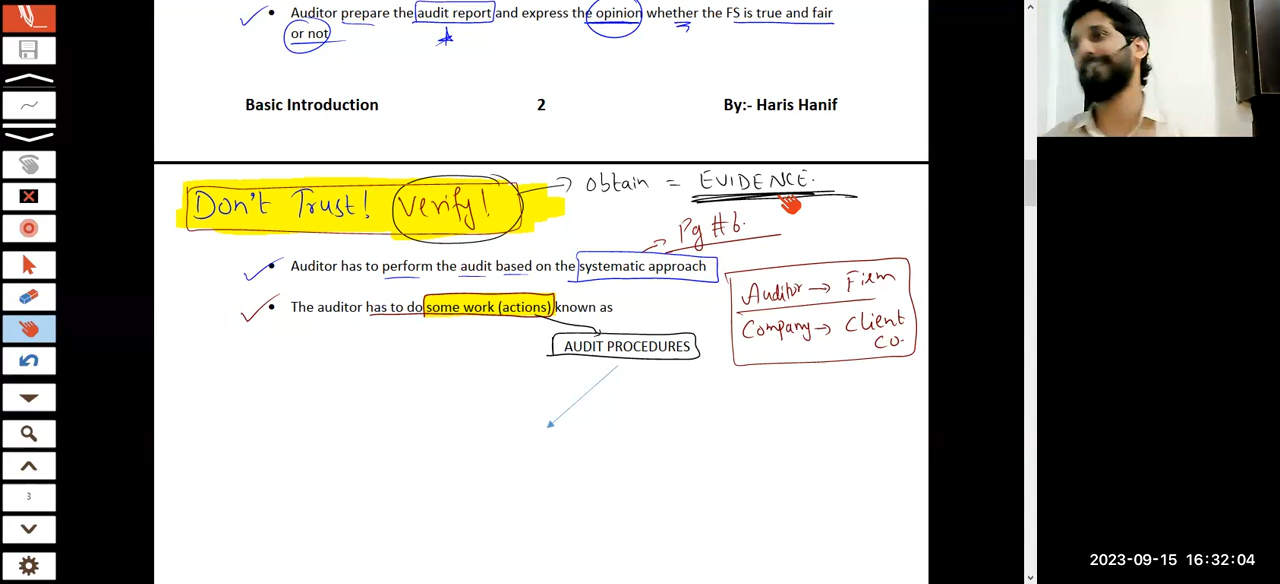 Auditor prepare the audit report and express the opinion whether the FS is true and fair
or not
Basic Introduction 2 By:- Haris Hanif
Don't Trust! Verify! → Obtain = EVIDENCE.
Pg # 6.
Auditor has to perform the audit based on the systematic approach
The auditor has to do some work (actions) known as
AUDIT PROCEDURES
Auditor → Firm
Company → Client
Co.
3
2023-09-15 16:32:04